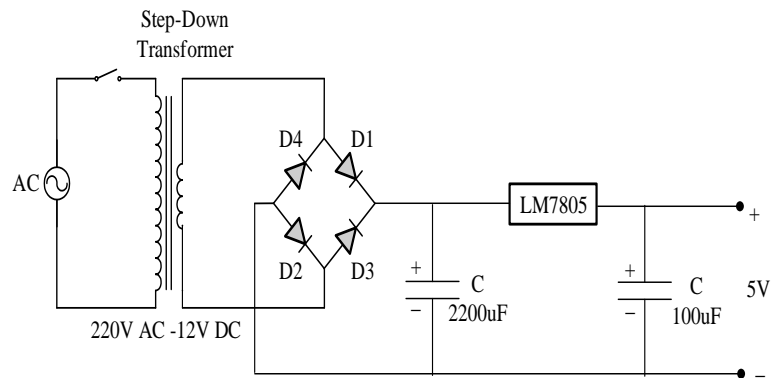 Step-Down
Transformer
AC
D4
D1
D2
D3
LM7805
+
C
2200uF
−
+
C
100uF
−
+
5V
−
220V AC -12V DC